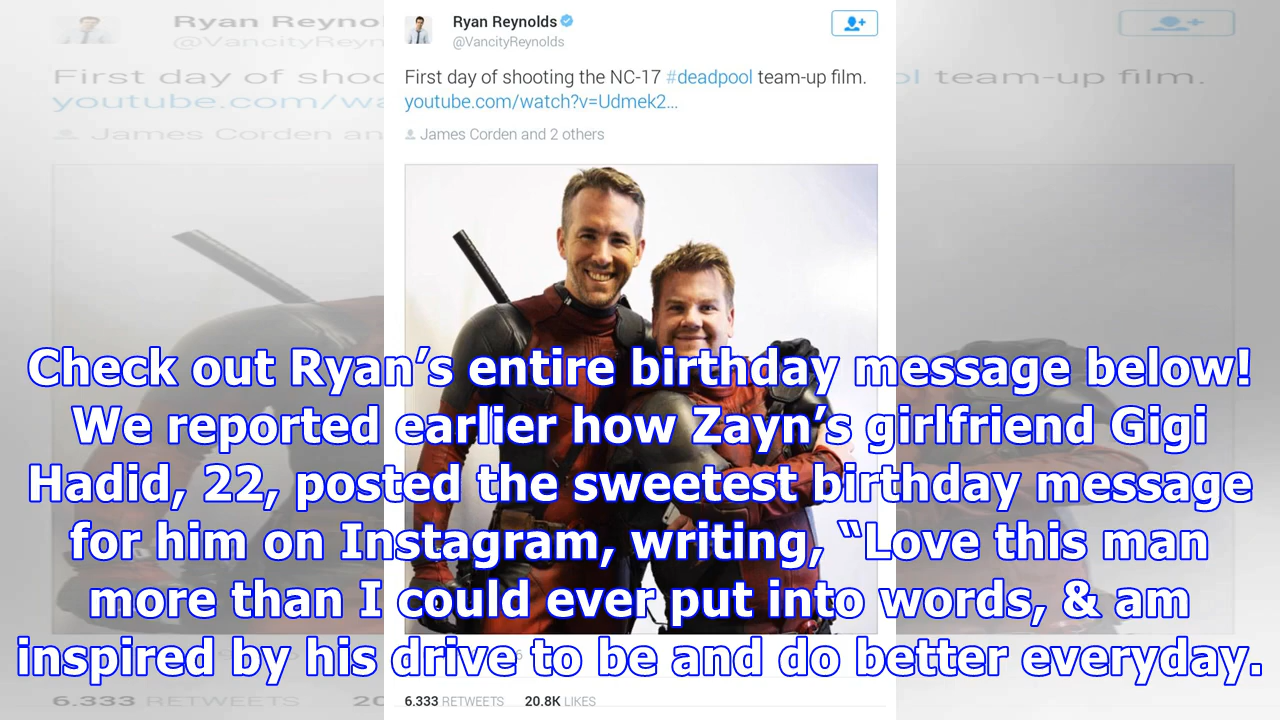 Ryan Reynolds
@VancityReynolds
First day of shooting the NC-17 #deadpool team-up film.
youtube.com/watch?v=Udmek2...
James Corden and 2 others
Check out Ryan’s entire birthday message below!
We reported earlier how Zayn’s girlfriend Gigi
Hadid, 22, posted the sweetest birthday message
for him on Instagram, writing, “Love this man
more than I could ever put into words, & am
inspired by his drive to be and do better everyday.
6.333 RETWEETS 20.8K LIKES